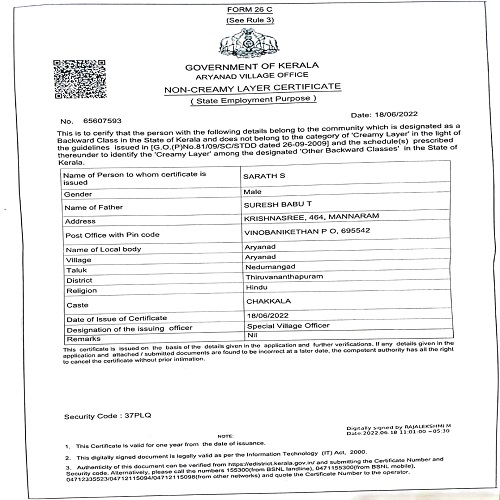 FORM 26 C
(See Rule 3)
GOVERNMENT OF KERALA
ARYANAD VILLAGE OFFICE
NON-CREAMY LAYER CERTIFICATE
( State Employment Purpose )
No. 65607593
Date: 18/06/2022
This is to cerify that the person with the following details belong to the community which is designated as a
Backward Class in the State of Kerala and does not belong to the category of 'Creamy Layer' in the light of
the guidelines issued in [G.O.(P)No.81/09/SC/STDD dated 26-09-2009] and the schedule(s) prescribed
thereunder to identify the 'Creamy Layer' among the designated 'Other Backward Classes' in the State of
Kerala.
Name of Person to whom certificate is issued SARATH S
Gender Male
Name of Father SURESH BABU T
Address KRISHNASREE, 464, MANNARAM
Post Office with Pin code VINOBANIKETHAN P O, 695542
Name of Local body Aryanad
Village Aryanad
Taluk Nedumangad
District Thiruvananthapuram
Religion Hindu
Caste CHAKKALA
Date of Issue of Certificate 18/06/2022
Designation of the issuing officer Special Village Officer
Remarks Nil
This certificate is issued on the basis of the details given in the application and further verifications. If any details given in the
application and attached / submitted documents are found to be incorrect at a later date, the competent authority has all the right
to cancel the certificate without prior intimation.
Security Code : 37PLQ
Digitally signed by RAJALEKSHMI M
Date:2022.06.18 11:01:00 +05:30
NOTE:
1. This Certificate is valid for one year from the date of issuance.
2. This digitally signed document is legally valid as per the Information Technology (IT) Act, 2000.
3. Authenticity of this document can be verified from https://edistrict.kerala.gov.in/ and submitting the Certificate Number and
Security code. Alternatively, please call the numbers 155300(from BSNL landline), 0471155300(from BSNL mobile),
04712335523/04712115094/04712115098(from other networks) and quote the Certificate Number to the operator.